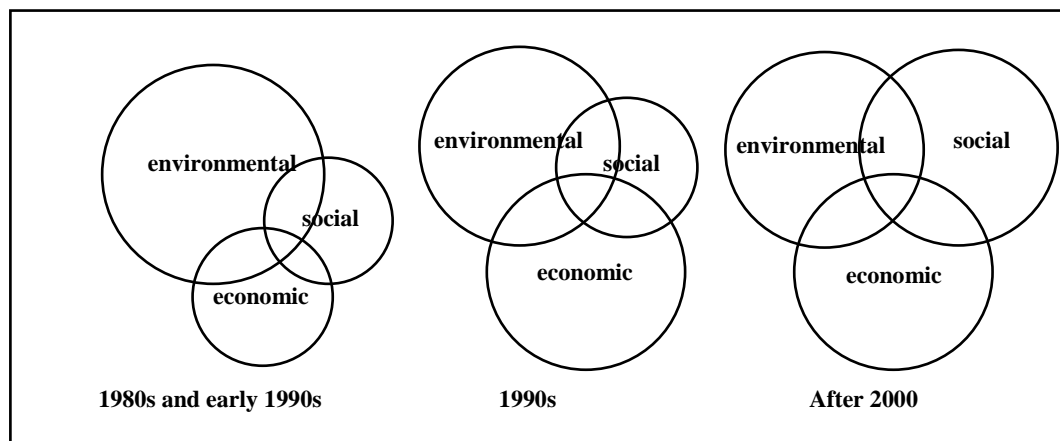 environmental
social
economic
1980s and early 1990s
environmental
social
economic
1990s
environmental
social
economic
After 2000